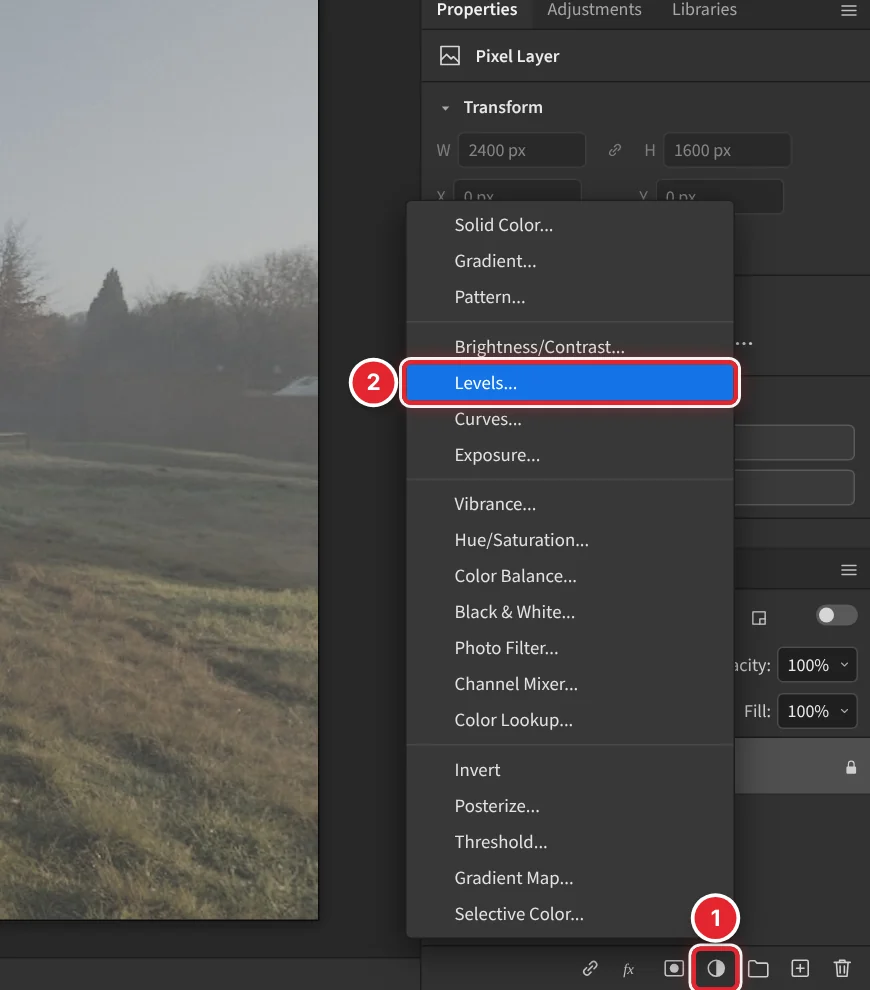 Properties Adjustments Libraries
Pixel Layer
Transform
W 2400 px H 1600 px
X 0 px Y 0 px
Solid Color...
Gradient...
Pattern...
Brightness/Contrast...
2 Levels...
Curves...
Exposure...
Vibrance...
Hue/Saturation...
Color Balance...
Black & White...
Photo Filter...
Channel Mixer...
Color Lookup...
Invert
Posterize...
Threshold...
Gradient Map...
Selective Color...
acity: 100%
Fill: 100%
1
fx